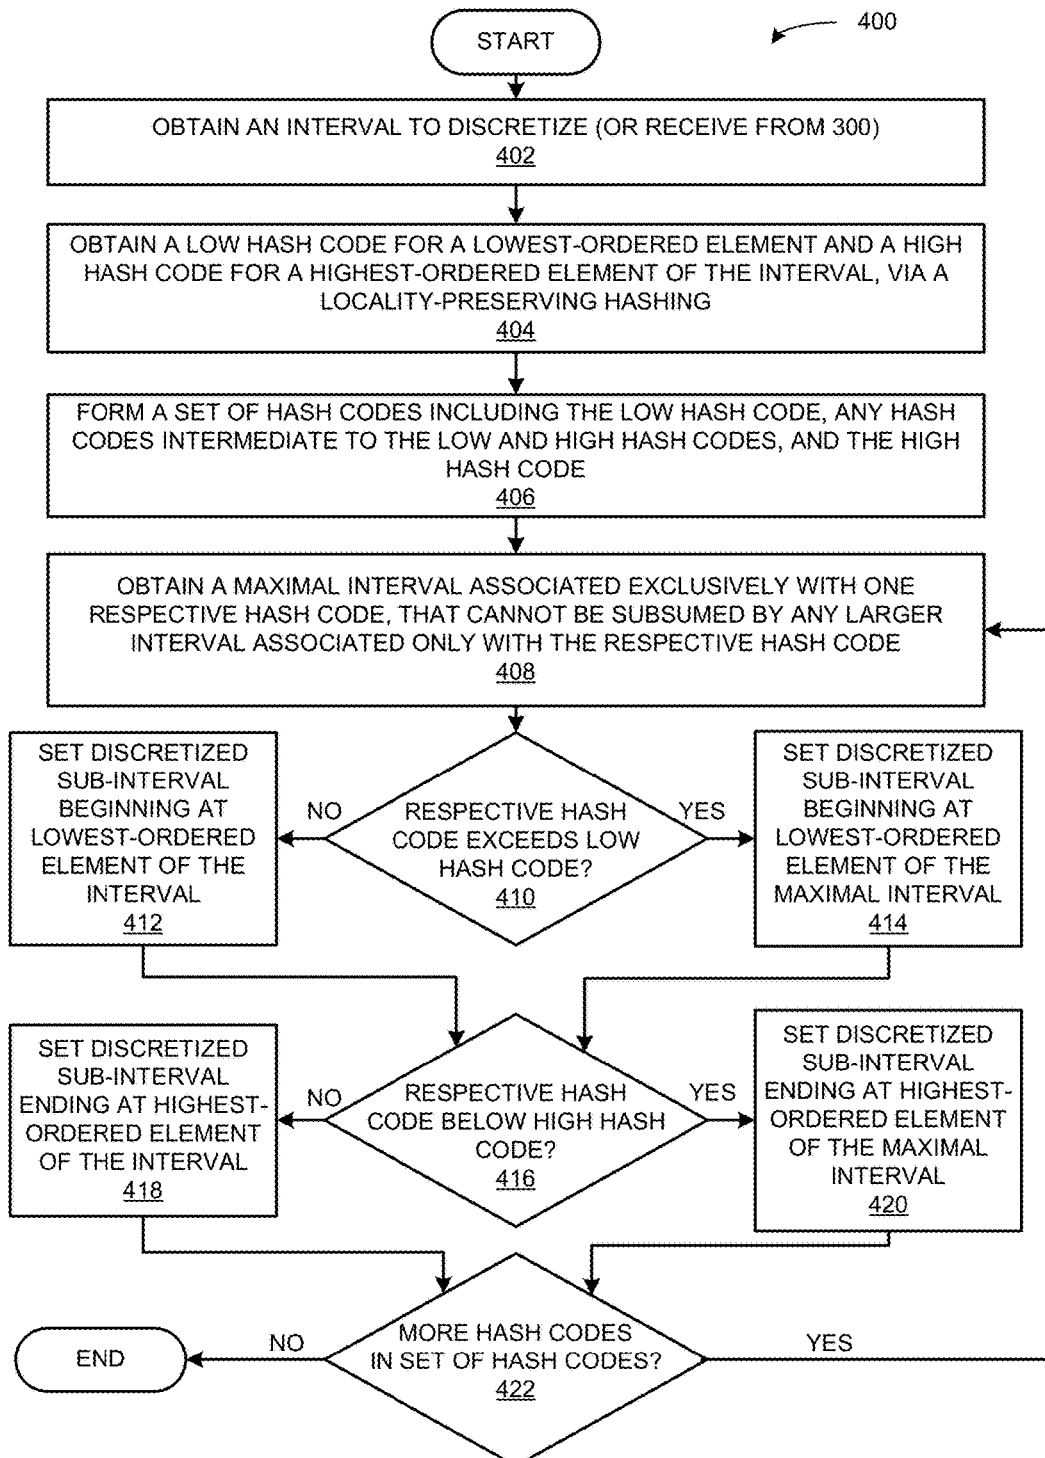 START
400
OBTAIN AN INTERVAL TO DISCRETIZE (OR RECEIVE FROM 300)
402
OBTAIN A LOW HASH CODE FOR A LOWEST-ORDERED ELEMENT AND A HIGH
HASH CODE FOR A HIGHEST-ORDERED ELEMENT OF THE INTERVAL, VIA A
LOCALITY-PRESERVING HASHING
404
FORM A SET OF HASH CODES INCLUDING THE LOW HASH CODE, ANY HASH
CODES INTERMEDIATE TO THE LOW AND HIGH HASH CODES, AND THE HIGH
HASH CODE
406
OBTAIN A MAXIMAL INTERVAL ASSOCIATED EXCLUSIVELY WITH ONE
RESPECTIVE HASH CODE, THAT CANNOT BE SUBSUMED BY ANY LARGER
INTERVAL ASSOCIATED ONLY WITH THE RESPECTIVE HASH CODE
408
RESPECTIVE HASH
CODE EXCEEDS LOW
HASH CODE?
410
NO
YES
SET DISCRETIZED
SUB-INTERVAL
BEGINNING AT
LOWEST-ORDERED
ELEMENT OF THE
INTERVAL
412
SET DISCRETIZED
SUB-INTERVAL
BEGINNING AT
LOWEST-ORDERED
ELEMENT OF THE
MAXIMAL INTERVAL
414
RESPECTIVE HASH
CODE BELOW HIGH HASH
CODE?
416
NO
YES
SET DISCRETIZED
SUB-INTERVAL
ENDING AT HIGHEST-
ORDERED ELEMENT
OF THE INTERVAL
418
SET DISCRETIZED
SUB-INTERVAL
ENDING AT HIGHEST-
ORDERED ELEMENT
OF THE MAXIMAL
INTERVAL
420
MORE HASH CODES
IN SET OF HASH CODES?
422
NO
YES
END